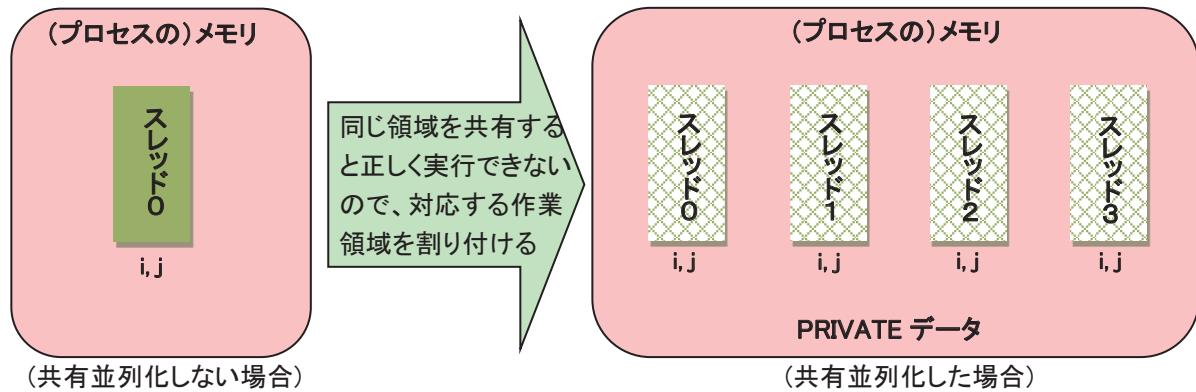 (プロセスの)メモリ
スレッド0
i, j
(共有並列化しない場合)
同じ領域を共有する
と正しく実行できない
ので、対応する作業
領域を割り付ける
(プロセスの)メモリ
スレッド0
スレッド1
スレッド2
スレッド3
i, j
i, j
i, j
i, j
PRIVATE データ
(共有並列化した場合)